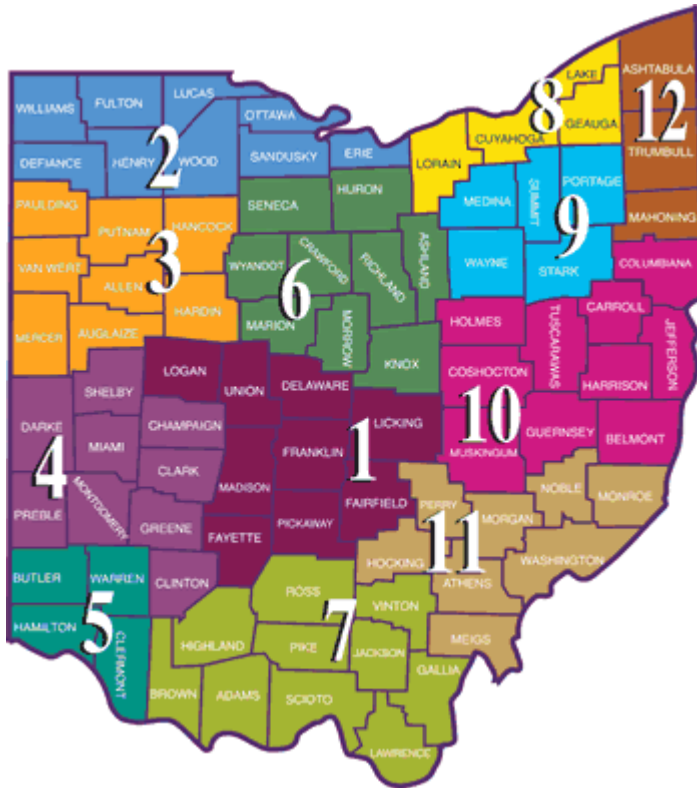 WILLIAMS
FULTON
LUCAS
OTTAWA
DEFIANCE
HENRY
WOOD
SANDUSKY
ERIE
2
LORAIN
CUYAHOGA
LAKE
GEAUGA
8
ASHTABULA
TRUMBULL
MAHONING
12
PAULDING
PUTNAM
HANCOCK
VAN WERT
ALLEN
HARDIN
MERCER
AUGLAIZE
3
SENECA
HURON
WYANDOT
CRAWFORD
RICHLAND
ASHLAND
MARION
MORROW
KNOX
6
MEDINA
SUMMIT
PORTAGE
WAYNE
STARK
9
COLUMBIANA
HOLMES
TUSCARAWAS
CARROLL
JEFFERSON
COSHOCTON
HARRISON
MUSKINGUM
GUERNSEY
BELMONT
10
SHELBY
DARKE
MIAMI
CHAMPAIGN
CLARK
PREBLE
MONTGOMERY
GREENE
CLINTON
4
LOGAN
UNION
DELAWARE
LICKING
FRANKLIN
MADISON
FAIRFIELD
FAYETTE
PICKAWAY
1
PERRY
MORGAN
NOBLE
MONROE
HOCKING
ATHENS
WASHINGTON
MEIGS
11
BUTLER
WARREN
HAMILTON
CLERMONT
5
ROSS
VINTON
HIGHLAND
PIKE
JACKSON
GALLIA
BROWN
ADAMS
SCIOTO
LAWRENCE
7